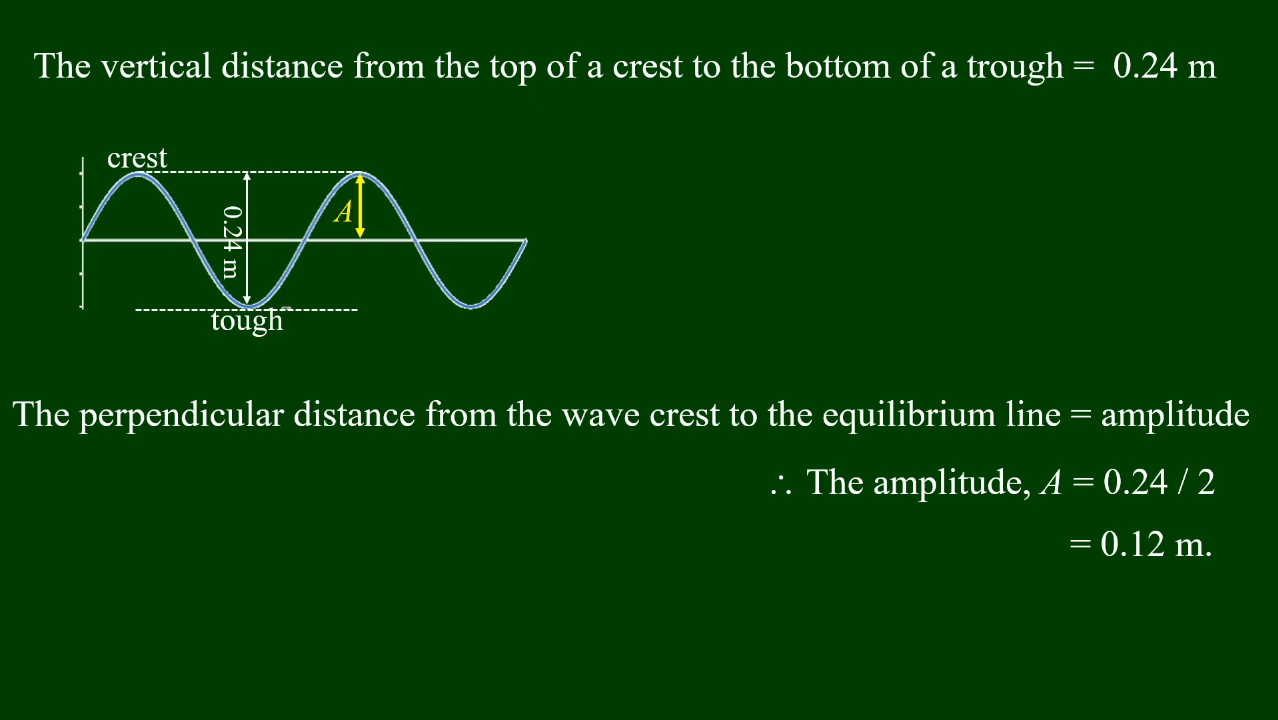 The vertical distance from the top of a crest to the bottom of a trough = 0.24 m
crest
0.24 m
A
tough
The perpendicular distance from the wave crest to the equilibrium line = amplitude
∴ The amplitude, A = 0.24 / 2
= 0.12 m.